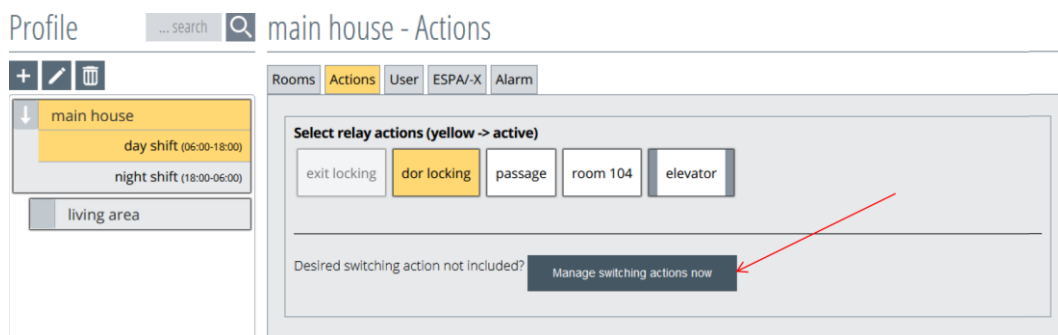 Profile
... search
main house - Actions
Rooms Actions User ESPA/-X Alarm
main house
day shift (06:00-18:00)
night shift (18:00-06:00)
living area
Select relay actions (yellow -> active)
exit locking dor locking passage room 104 elevator
Desired switching action not included? Manage switching actions now